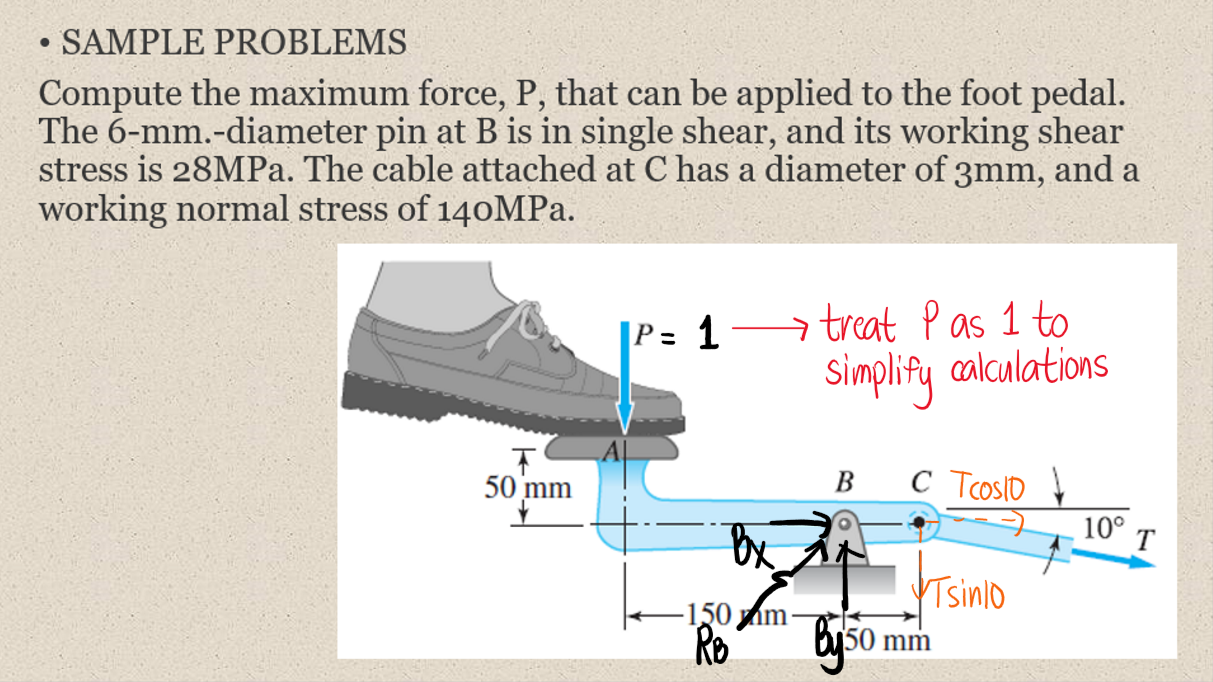 • SAMPLE PROBLEMS
Compute the maximum force, P, that can be applied to the foot pedal.
The 6-mm.-diameter pin at B is in single shear, and its working shear
stress is 28MPa. The cable attached at C has a diameter of 3mm, and a
working normal stress of 140MPa.
P = 1 → treat P as 1 to
simplify calculations
A
50 mm
B
C
Tcos10
10°
T
Bx
Tsin10
150 mm
50 mm
RB
By